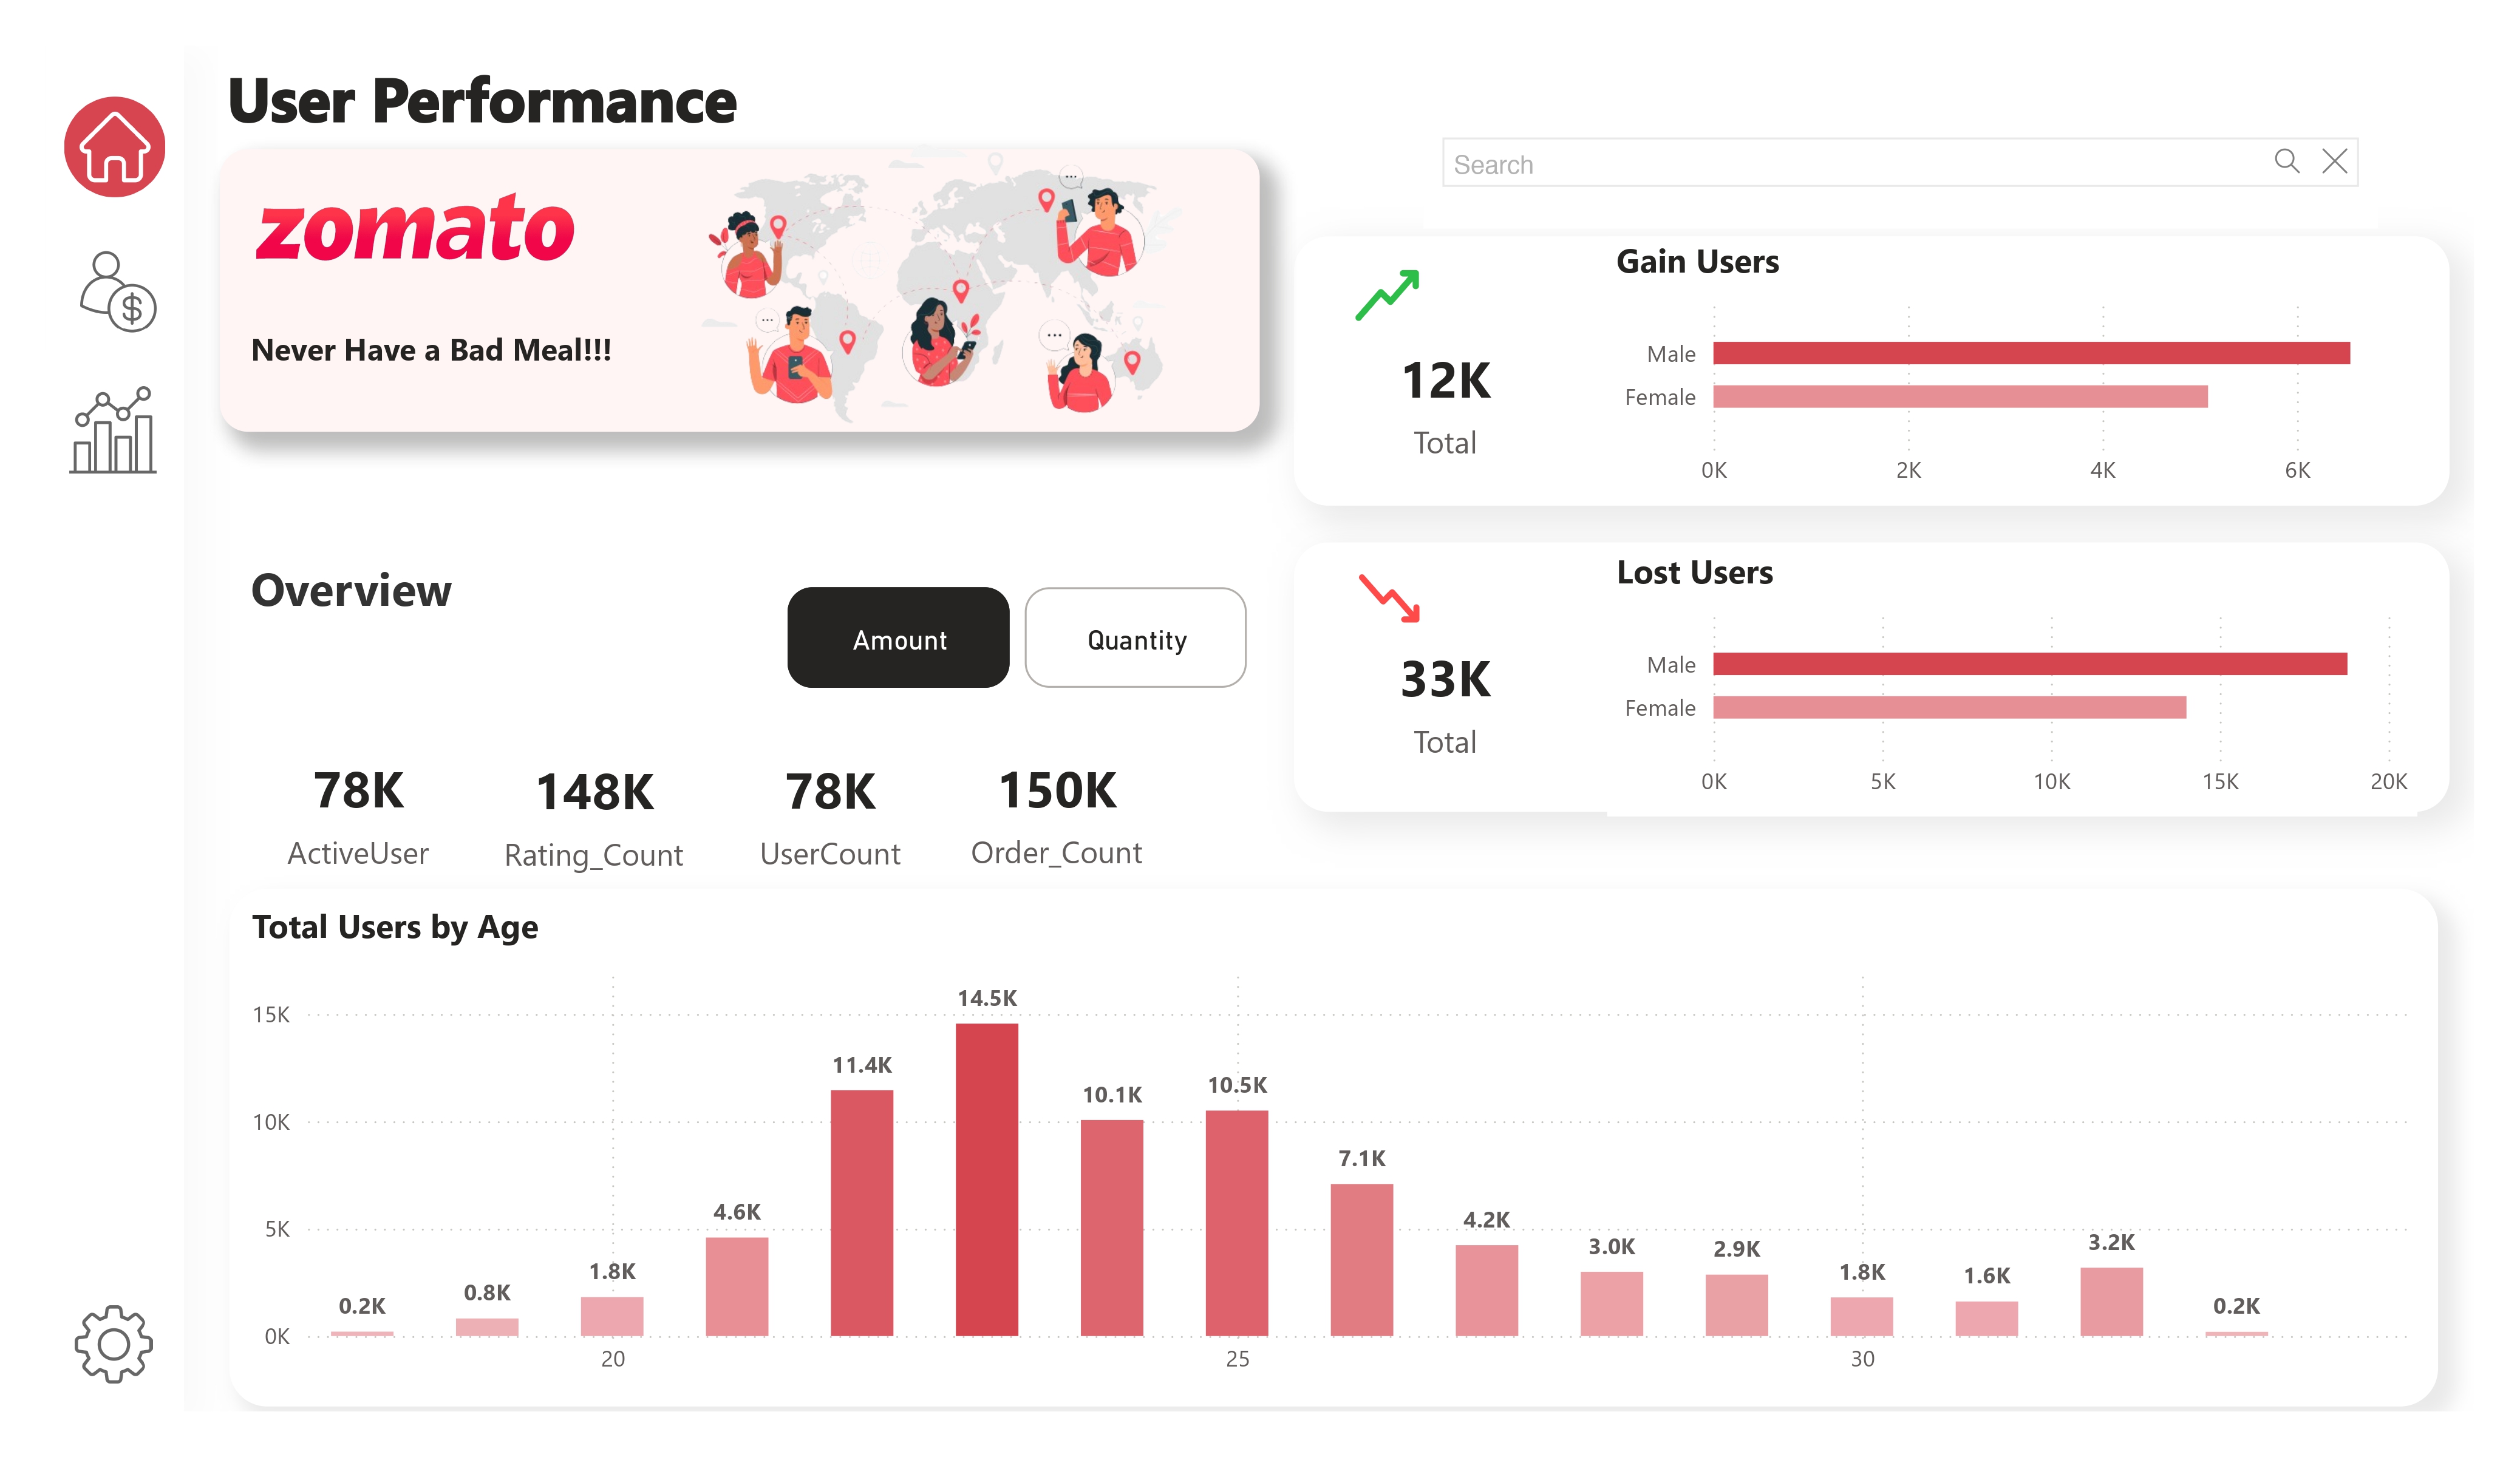 User Performance
zomato
Never Have a Bad Meal!!!
Search
Gain Users
12K
Total
Male
Female
0K 2K 4K 6K
Lost Users
33K
Total
Male
Female
0K 5K 10K 15K 20K
Overview
Amount
Quantity
78K
ActiveUser
148K
Rating_Count
78K
UserCount
150K
Order_Count
Total Users by Age
15K
10K
5K
0K
0.2K 0.8K 1.8K 4.6K 11.4K 14.5K 10.1K 10.5K 7.1K 4.2K 3.0K 2.9K 1.8K 1.6K 3.2K 0.2K
20 25 30